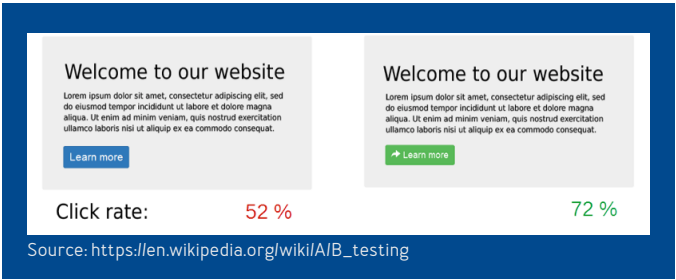 Welcome to our website
Lorem ipsum dolor sit amet, consectetur adipiscing elit, sed
do eiusmod tempor incididunt ut labore et dolore magna
aliqua. Ut enim ad minim veniam, quis nostrud exercitation
ullamco laboris nisi ut aliquip ex ea commodo consequat.
Learn more
Welcome to our website
Lorem ipsum dolor sit amet, consectetur adipiscing elit, sed
do eiusmod tempor incididunt ut labore et dolore magna
aliqua. Ut enim ad minim veniam, quis nostrud exercitation
ullamco laboris nisi ut aliquip ex ea commodo consequat.
Learn more
Click rate: 52 %
72 %
Source: https://en.wikipedia.org/wiki/A/B_testing